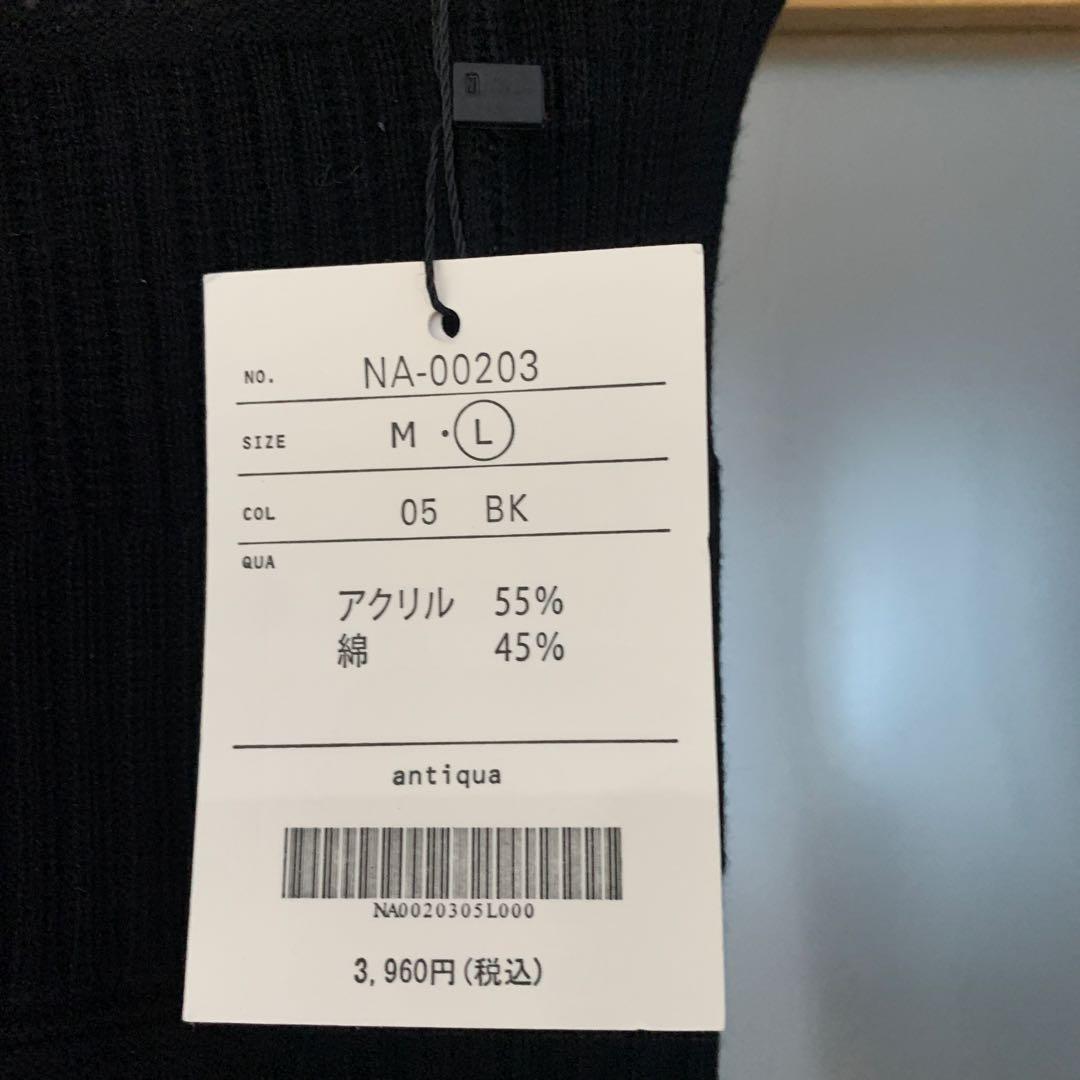 NO. NA-00203
SIZE M・L
COL 05 BK
QUA
アクリル 55%
綿 45%
antiqua
NA0020305L000
3,960円(税込)